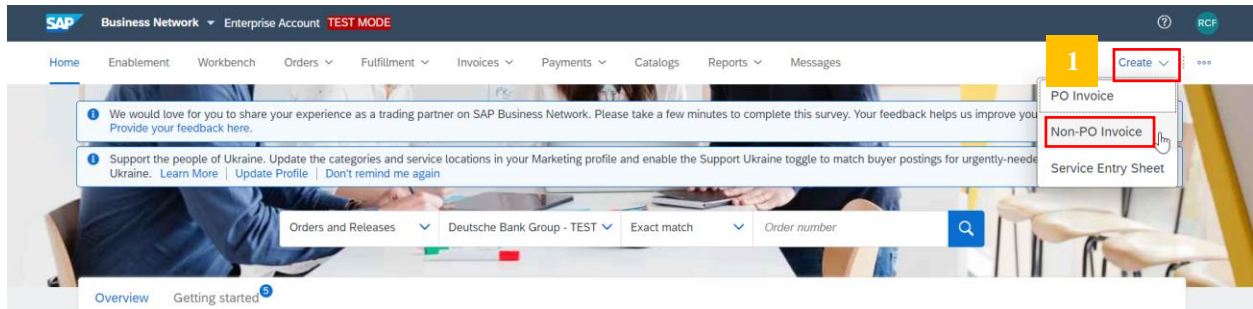 SAP Business Network Enterprise Account TEST MODE RCF
1
Home Enablement Workbench Orders Fulfillment Invoices Payments Catalogs Reports Messages Create
PO Invoice
Non-PO Invoice
Service Entry Sheet
We would love for you to share your experience as a trading partner on SAP Business Network. Please take a few minutes to complete this survey. Your feedback helps us improve you
Provide your feedback here.
Support the people of Ukraine. Update the categories and service locations in your Marketing profile and enable the Support Ukraine toggle to match buyer postings for urgently-neede
Ukraine. Learn More | Update Profile | Don't remind me again
Orders and Releases Deutsche Bank Group - TEST Exact match Order number
Overview Getting started 5